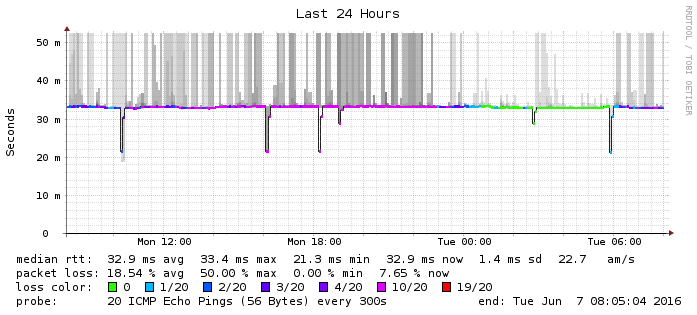 Last 24 Hours
RRDTOOL / TOBI OETIKER
Seconds
50 m
40 m
30 m
20 m
10 m
0
Mon 12:00 Mon 18:00 Tue 00:00 Tue 06:00
median rtt: 32.9 ms avg 33.4 ms max 21.3 ms min 32.9 ms now 1.4 ms sd 22.7 am/s
packet loss: 18.54 % avg 50.00 % max 0.00 % min 7.65 % now
loss color: 0 1/20 2/20 3/20 4/20 10/20 19/20
probe: 20 ICMP Echo Pings (56 Bytes) every 300s end: Tue Jun 7 08:05:04 2016